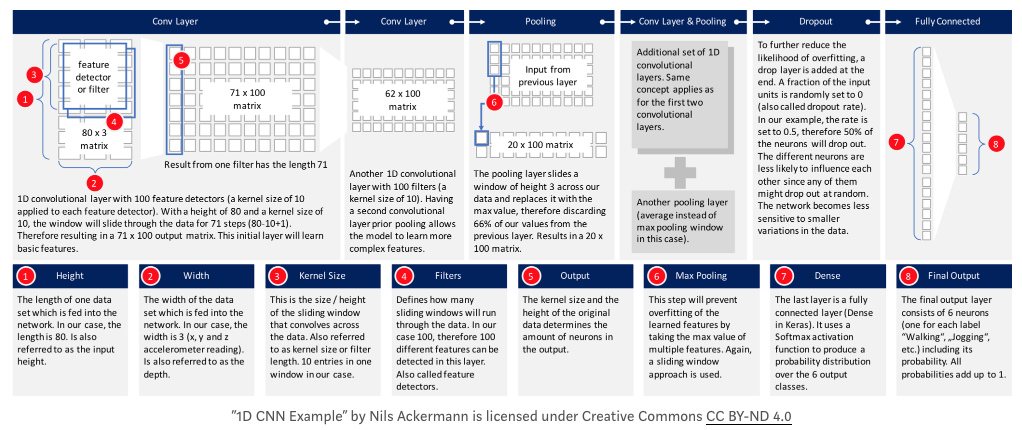 Conv Layer
Conv Layer
Pooling
Conv Layer & Pooling
Dropout
Fully Connected
feature
detector
or filter
3
1
4
80 x 3
matrix
2
5
71 x 100
matrix
Result from one filter has the length 71
1D convolutional layer with 100 feature detectors (a kernel size of 10
applied to each feature detector). With a height of 80 and a kernel size of
10, the window will slide through the data for 71 steps (80-10+1).
Therefore resulting in a 71 x 100 output matrix. This initial layer will learn
basic features.
62 x 100
matrix
Another 1D convolutional
layer with 100 filters (a
kernel size of 10). Having
a second convolutional
layer prior pooling allows
the model to learn more
complex features.
Input from
previous layer
6
20 x 100 matrix
The pooling layer slides a
window of height 3 across our
data and replaces it with the
max value, therefore discarding
66% of our values from the
previous layer. Results in a 20 x
100 matrix.
Additional set of 1D
convolutional
layers. Same
concept applies as
for the first two
convolutional
layers.
Another pooling layer
(average instead of
max pooling window
in this case).
To further reduce the
likelihood of overfitting, a
drop layer is added at the
end. A fraction of the input
units is randomly set to 0
(also called dropout rate).
In our example, the rate is
set to 0.5, therefore 50% of
the neurons will drop out.
The different neurons are
less likely to influence each
other since any of them
might drop out at random.
The network becomes less
sensitive to smaller
variations in the data.
7
8
1 Height
The length of one data
set which is fed into the
network. In our case, the
length is 80. Is also
referred to as the input
height.
2 Width
The width of the data
set which is fed into the
network. In our case, the
width is 3 (x, y and z
accelerometer reading).
Is also referred to as the
depth.
3 Kernel Size
This is the size / height
of the sliding window
that convolves across
the data. Also referred
to as kernel size or filter
length. 10 entries in one
window in our case.
4 Filters
Defines how many
sliding windows will run
through the data. In our
case 100, therefore 100
different features can be
detected in this layer.
Also called feature
detectors.
5 Output
The kernel size and the
height of the original data
determines the
amount of neurons in
the output.
6 Max Pooling
This step will prevent
overfitting of the
learned features by
taking the max value of
multiple features. Again,
a sliding window
approach is used.
7 Dense
The last layer is a fully
connected layer (Dense
in Keras). It uses a
Softmax activation
function to produce a
probability distribution
over the 6 output
classes.
8 Final Output
The final output layer
consists of 6 neurons
(one for each label
“Walking“, „Jogging“,
etc.) including its
probability. All
probabilities add up to 1.
"1D CNN Example" by Nils Ackermann is licensed under Creative Commons CC BY-ND 4.0